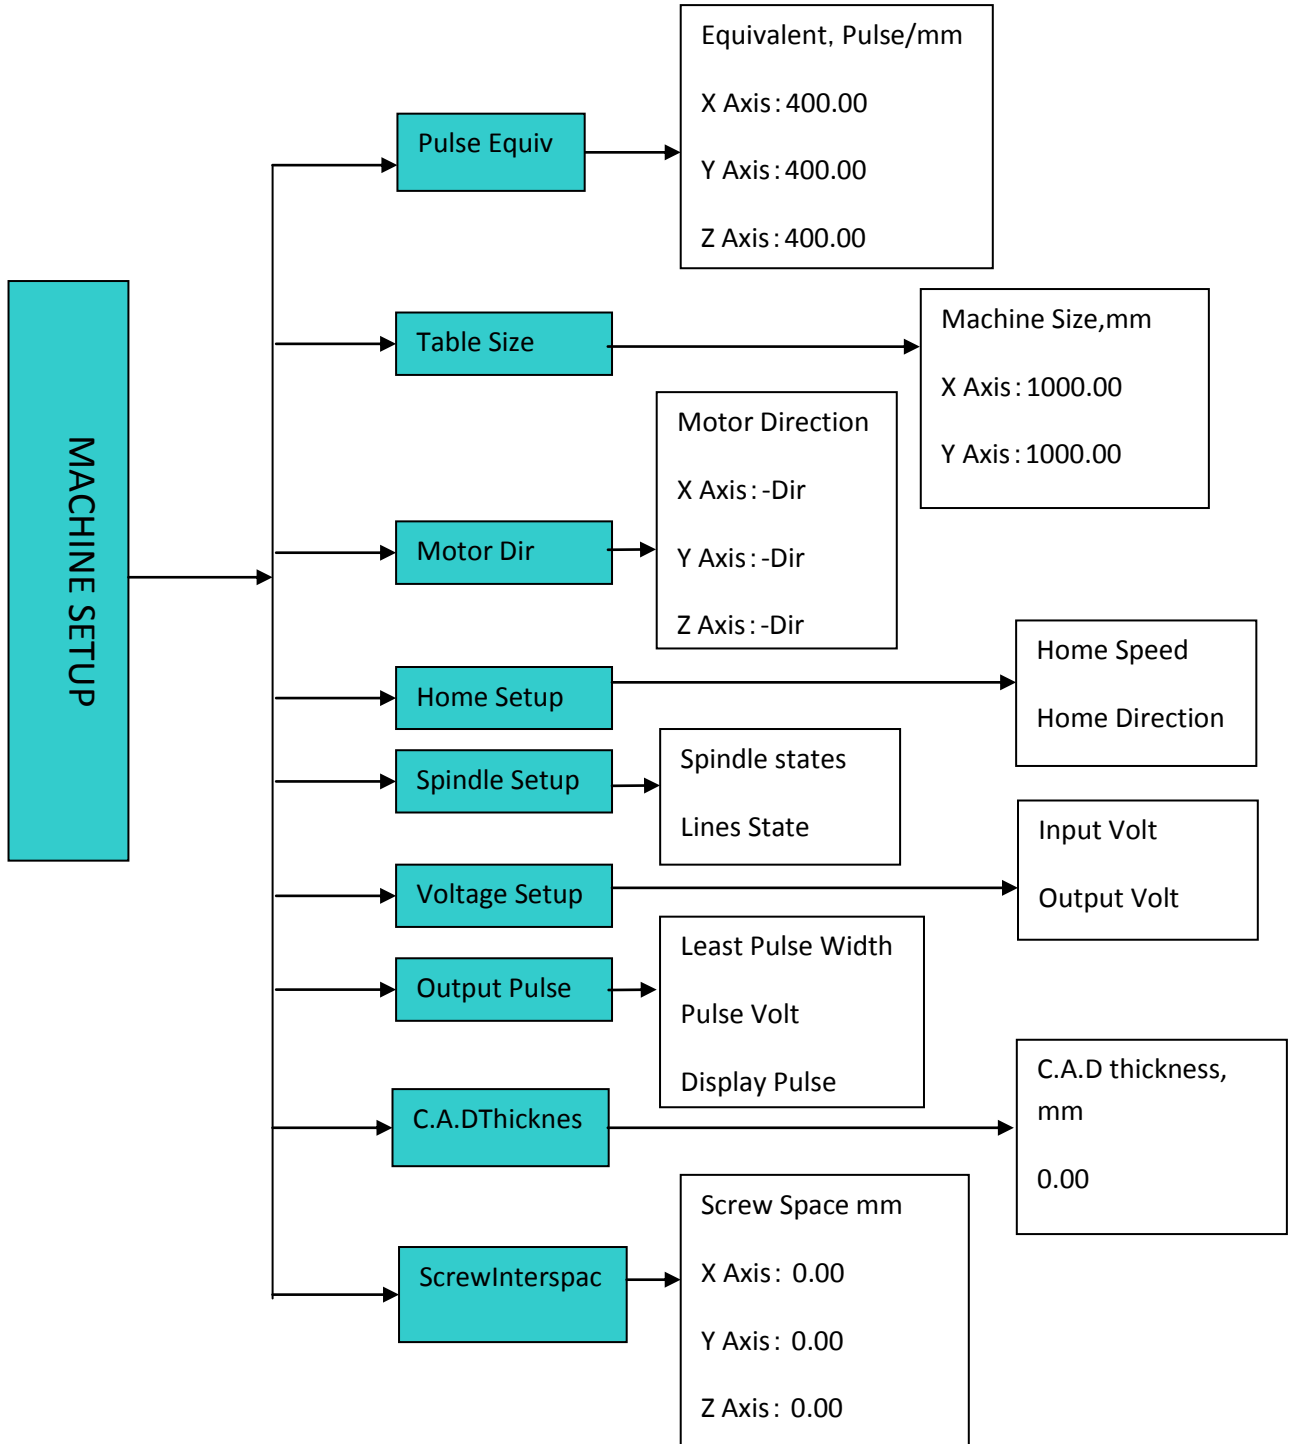 MACHINE SETUP
Pulse Equiv
Equivalent, Pulse/mm
X Axis: 400.00
Y Axis: 400.00
Z Axis: 400.00
Table Size
Machine Size,mm
X Axis: 1000.00
Y Axis: 1000.00
Motor Dir
Motor Direction
X Axis: -Dir
Y Axis: -Dir
Z Axis: -Dir
Home Setup
Home Speed
Home Direction
Spindle Setup
Spindle states
Lines State
Voltage Setup
Input Volt
Output Volt
Output Pulse
Least Pulse Width
Pulse Volt
Display Pulse
C.A.DThicknes
C.A.D thickness,
mm
0.00
ScrewInterspac
Screw Space mm
X Axis: 0.00
Y Axis: 0.00
Z Axis: 0.00